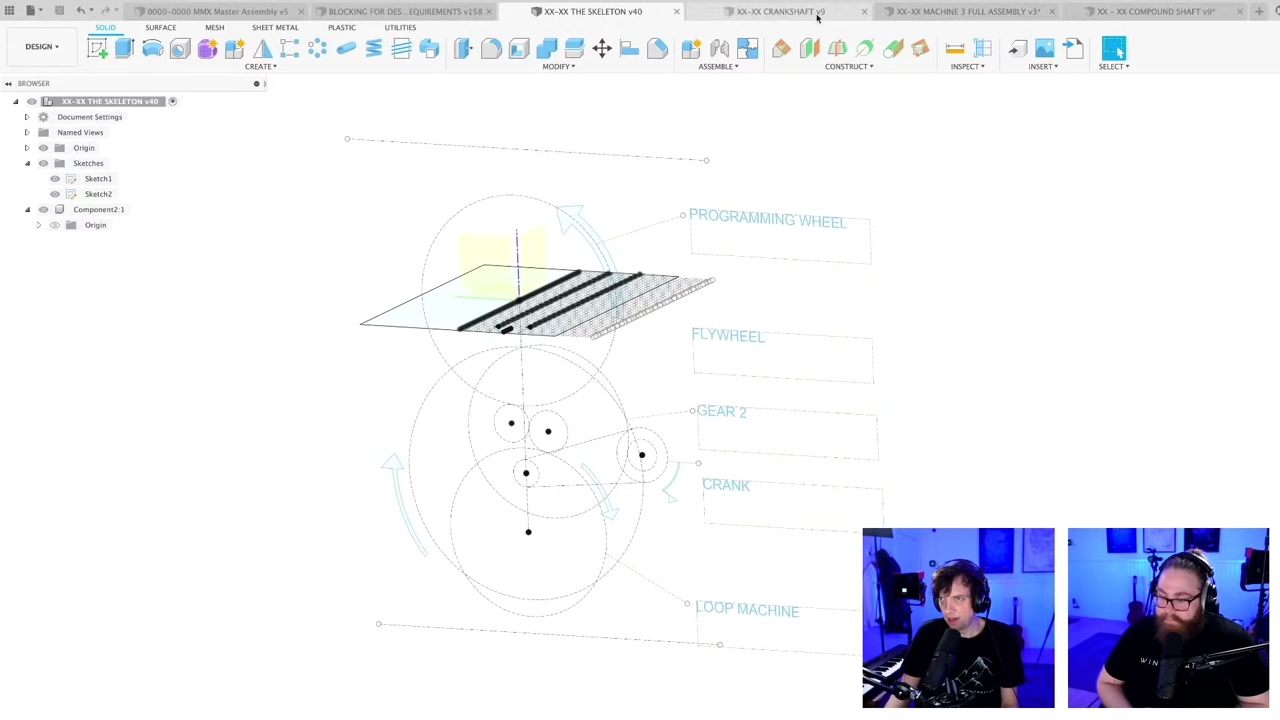 0000-0000 MMX Master Assembly v5
BLOCKING FOR DES...EQUIREMENTS v158
XX-XX THE SKELETON v40
XX-XX CRANKSHAFT v9
XX-XX MACHINE 3 FULL ASSEMBLY v3*
XX - XX COMPOUND SHAFT v9*
SOLID
SURFACE
MESH
SHEET METAL
PLASTIC
UTILITIES
DESIGN
CREATE
MODIFY
ASSEMBLE
CONSTRUCT
INSPECT
INSERT
SELECT
BROWSER
XX-XX THE SKELETON v40
Document Settings
Named Views
Origin
Sketches
Sketch1
Sketch2
Component2:1
Origin
PROGRAMMING WHEEL
FLYWHEEL
GEAR 2
CRANK
LOOP MACHINE